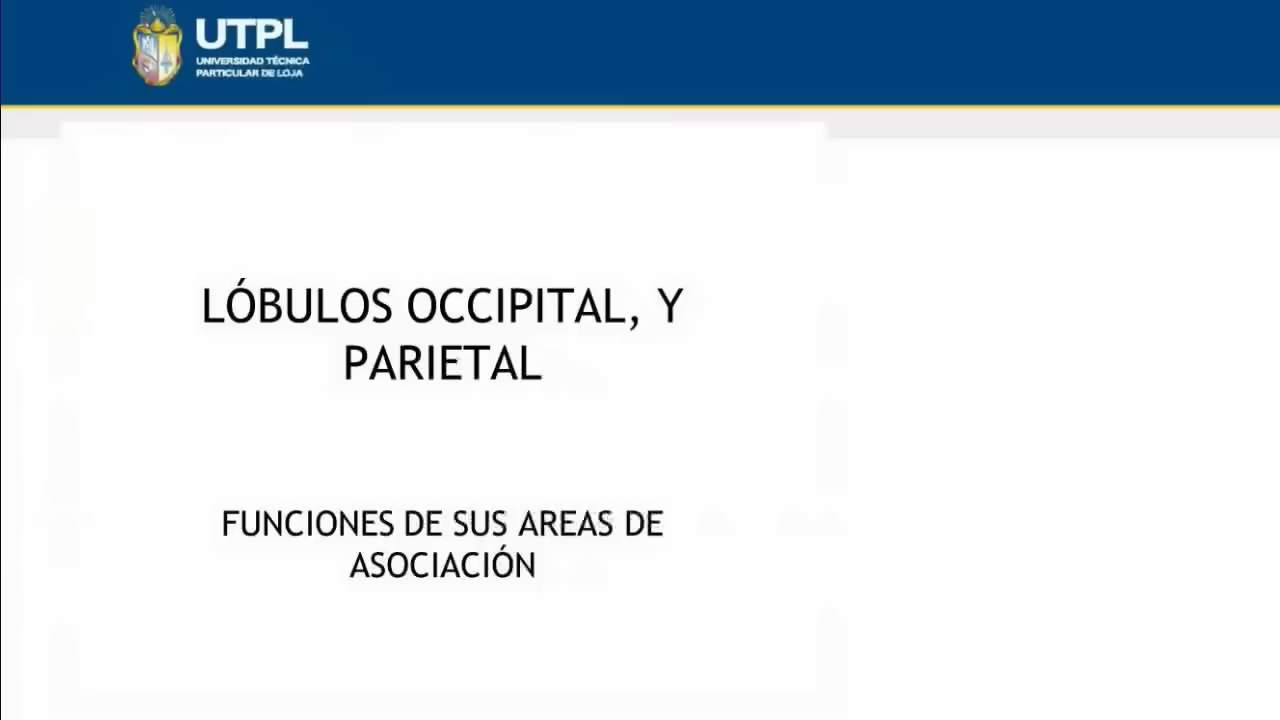 UTPL
UNIVERSIDAD TÉCNICA
PARTICULAR DE LOJA
LÓBULOS OCCIPITAL, Y
PARIETAL
FUNCIONES DE SUS AREAS DE
ASOCIACIÓN